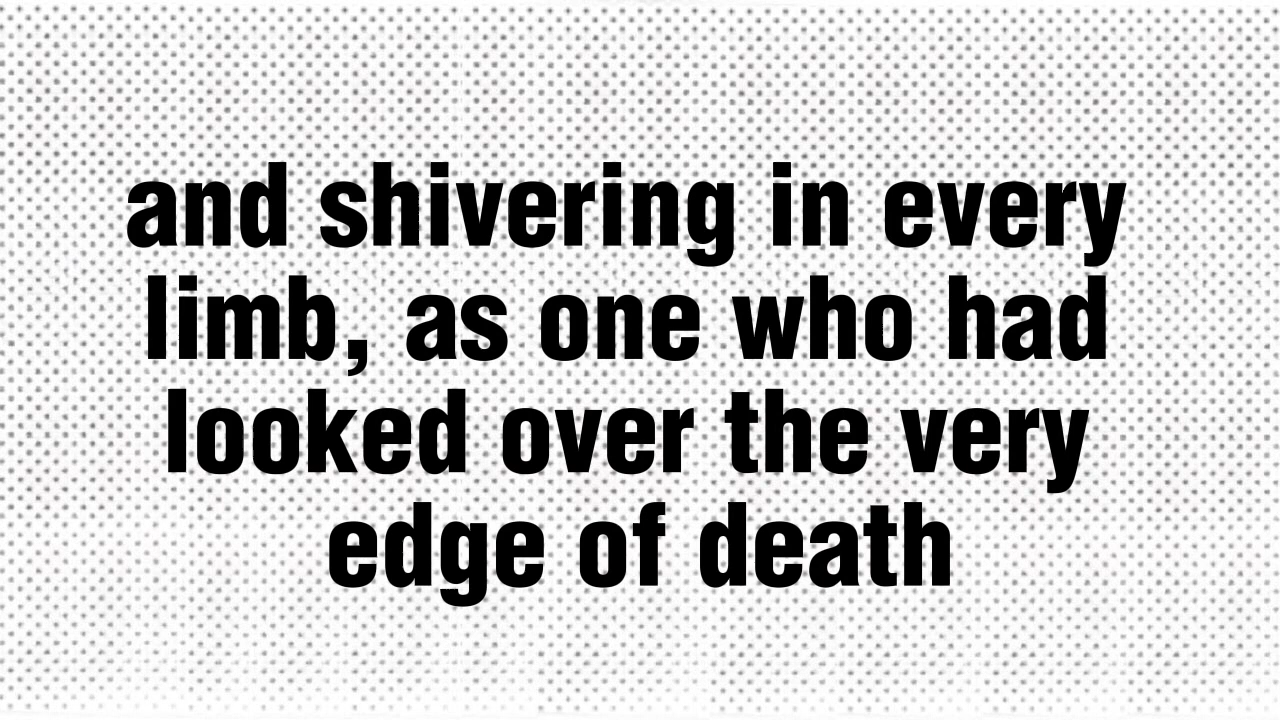 and shivering in every
limb, as one who had
looked over the very
edge of death